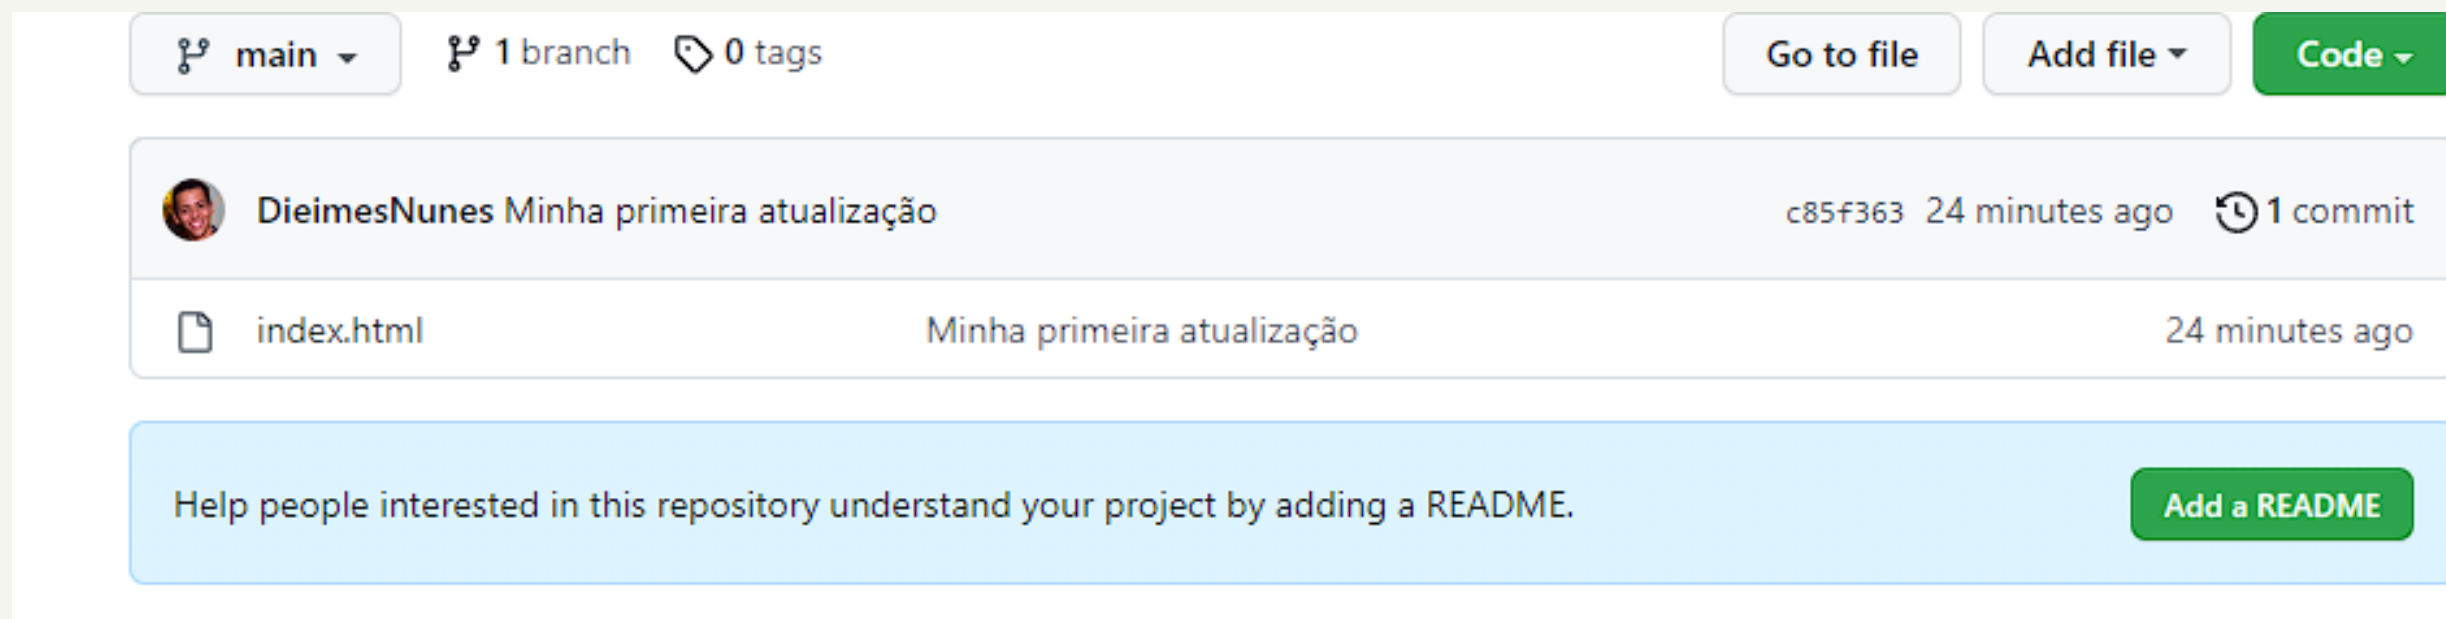 main 1 branch 0 tags Go to file Add file Code
DieimesNunes Minha primeira atualização c85f363 24 minutes ago 1 commit
index.html Minha primeira atualização 24 minutes ago
Help people interested in this repository understand your project by adding a README. Add a README